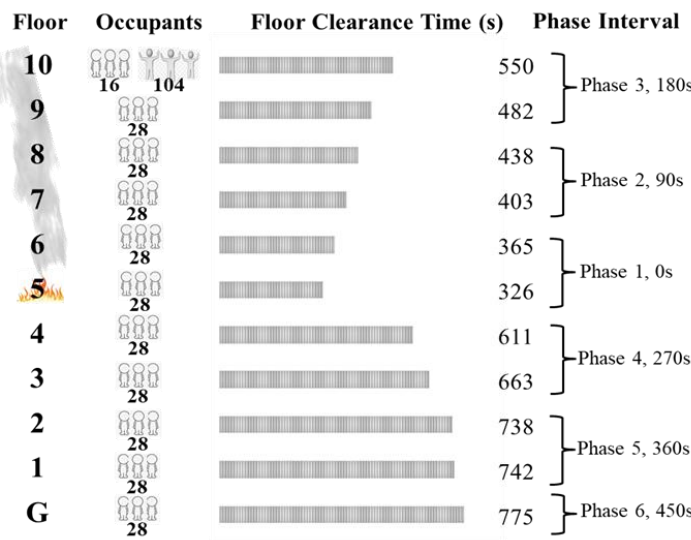 Floor Occupants Floor Clearance Time (s) Phase Interval
10 16 104 550
Phase 3, 180s
9 28 482
8 28 438
Phase 2, 90s
7 28 403
6 28 365
Phase 1, 0s
5 28 326
4 28 611
Phase 4, 270s
3 28 663
2 28 738
Phase 5, 360s
1 28 742
G 28 775 Phase 6, 450s